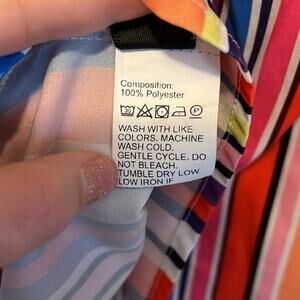 Composition:
100% Polyester
WASH WITH LIKE
COLORS. MACHINE
WASH COLD.
GENTLE CYCLE. DO
NOT BLEACH.
TUMBLE DRY LOW.
LOW IRON IF